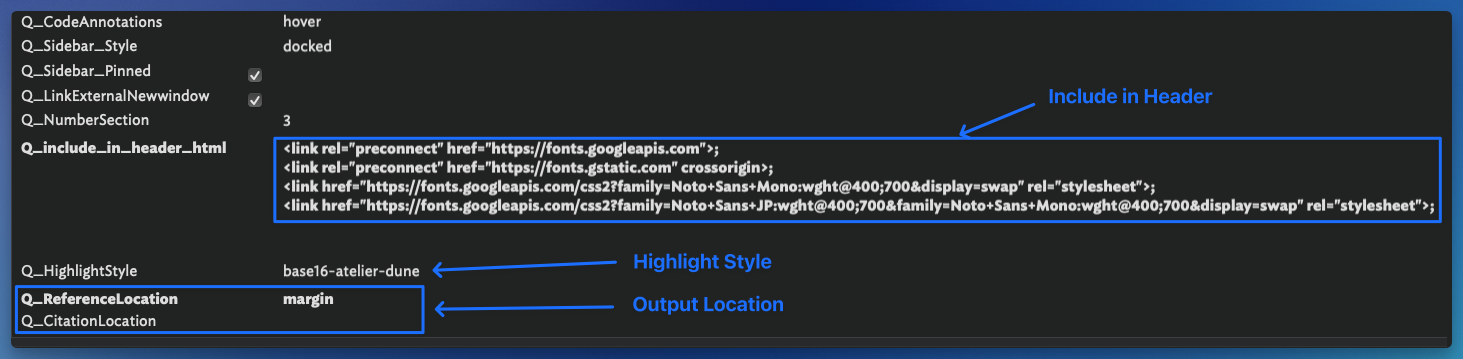 Q_CodeAnnotations hover
Q_Sidebar_Style docked
Q_Sidebar_Pinned
Q_LinkExternalNewwindow
Include in Header
Q_NumberSection 3
Q_include_in_header_html <link rel="preconnect" href="https://fonts.googleapis.com">;
<link rel="preconnect" href="https://fonts.gstatic.com" crossorigin>;
<link href="https://fonts.googleapis.com/css2?family=Noto+Sans+Mono:wght@400;700&display=swap" rel="stylesheet">;
<link href="https://fonts.googleapis.com/css2?family=Noto+Sans+JP:wght@400;700&family=Noto+Sans+Mono:wght@400;700&display=swap" rel="stylesheet">;
Q_HighlightStyle base16-atelier-dune Highlight Style
Q_ReferenceLocation margin Output Location
Q_CitationLocation